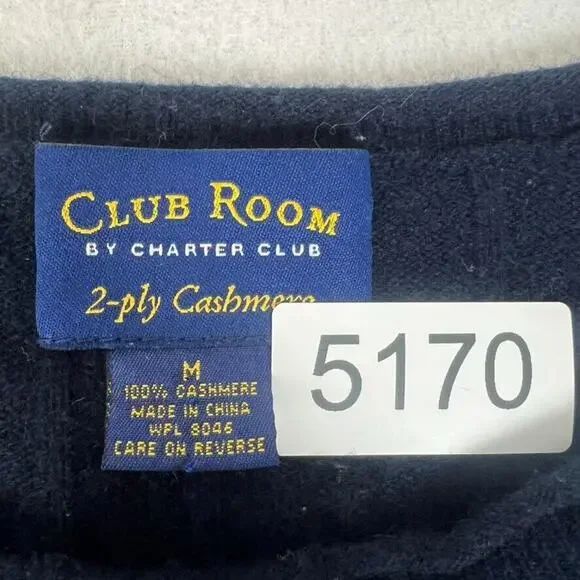 CLUB ROOM
BY CHARTER CLUB
2-ply Cashmere
M
100% CASHMERE
MADE IN CHINA
WPL 8046
CARE ON REVERSE
5170